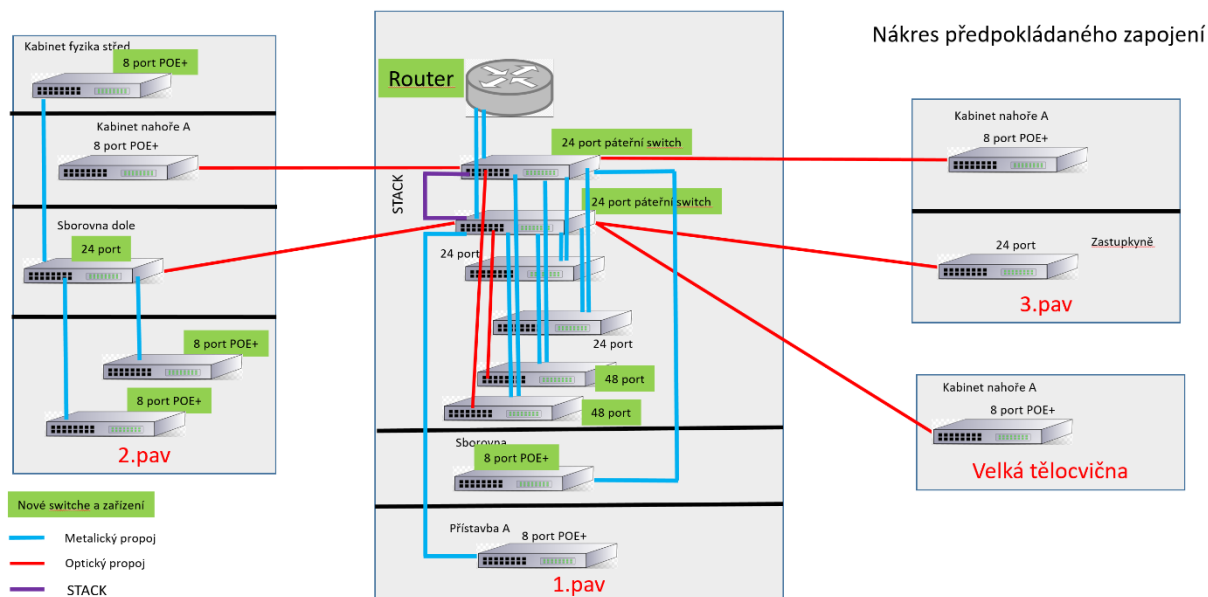 Nákres předpokládaného zapojení
Kabinet fyzika střed
8 port POE+
Kabinet nahoře A
8 port POE+
Sborovna dole
24 port
8 port POE+
8 port POE+
2.pav
Router
24 port páteřní switch
STACK
24 port páteřní switch
24 port
24 port
48 port
48 port
Sborovna
8 port POE+
Přístavba A
8 port POE+
1.pav
Kabinet nahoře A
8 port POE+
24 port
Zastupkyně
3.pav
Kabinet nahoře A
8 port POE+
Velká tělocvična
Nové switche a zařízení
Metalický propoj
Optický propoj
STACK